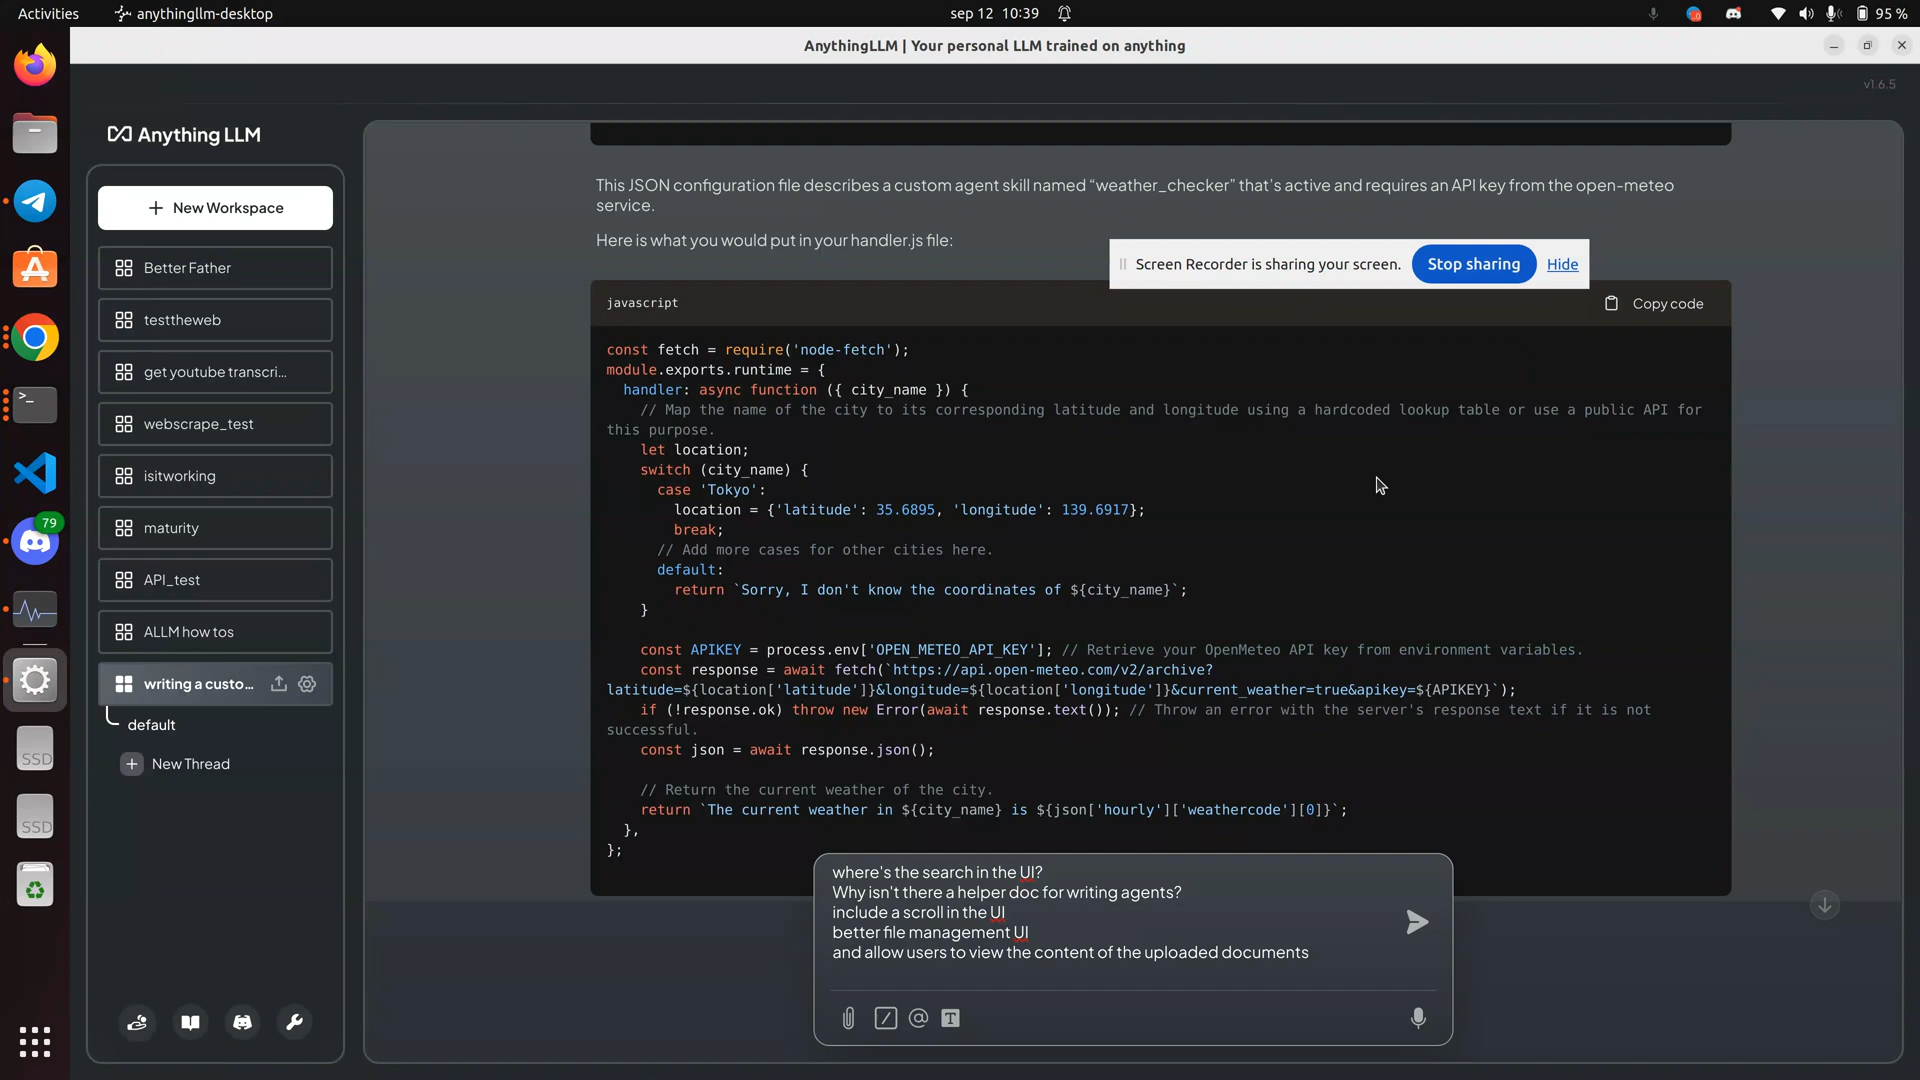 Activities
anythingllm-desktop
sep 12 10:39
95 %
AnythingLLM | Your personal LLM trained on anything
v1.6.5
Anything LLM
New Workspace
Better Father
testtheweb
get youtube transcri...
webscrape_test
isitworking
maturity
API_test
ALLM how tos
writing a custo...
default
New Thread
79
SSD
SSD
This JSON configuration file describes a custom agent skill named “weather_checker” that’s active and requires an API key from the open-meteo
service.
Here is what you would put in your handler.js file:
Screen Recorder is sharing your screen.
Stop sharing
Hide
javascript
Copy code
const fetch = require('node-fetch');
module.exports.runtime = {
  handler: async function ({ city_name }) {
    // Map the name of the city to its corresponding latitude and longitude using a hardcoded lookup table or use a public API for
this purpose.
    let location;
    switch (city_name) {
      case 'Tokyo':
        location = {'latitude': 35.6895, 'longitude': 139.6917};
        break;
      // Add more cases for other cities here.
      default:
        return `Sorry, I don't know the coordinates of ${city_name}`;
    }
    const APIKEY = process.env['OPEN_METEO_API_KEY']; // Retrieve your OpenMeteo API key from environment variables.
    const response = await fetch(`https://api.open-meteo.com/v2/archive?
latitude=${location['latitude']}&longitude=${location['longitude']}&current_weather=true&apikey=${APIKEY}`);
    if (!response.ok) throw new Error(await response.text()); // Throw an error with the server's response text if it is not
successful.
    const json = await response.json();
    // Return the current weather of the city.
    return `The current weather in ${city_name} is ${json['hourly']['weathercode'][0]}`;
  },
};
where's the search in the UI?
Why isn't there a helper doc for writing agents?
include a scroll in the UI
better file management UI
and allow users to view the content of the uploaded documents